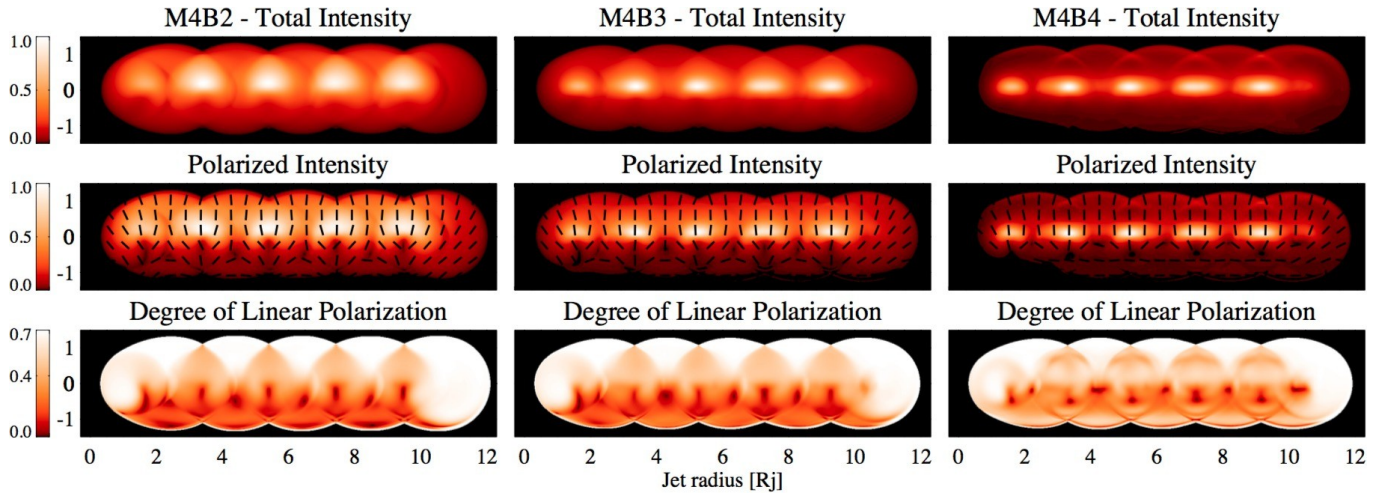 M4B2 - Total Intensity M4B3 - Total Intensity M4B4 - Total Intensity
1.0 1
0.5 0
0.0 -1
Polarized Intensity Polarized Intensity Polarized Intensity
1.0 1
0.5 0
0.0 -1
Degree of Linear Polarization Degree of Linear Polarization Degree of Linear Polarization
0.7 1
0.4 0
0.0 -1
0 2 4 6 8 10 12 0 2 4 6 8 10 12 0 2 4 6 8 10 12
Jet radius [Rj]